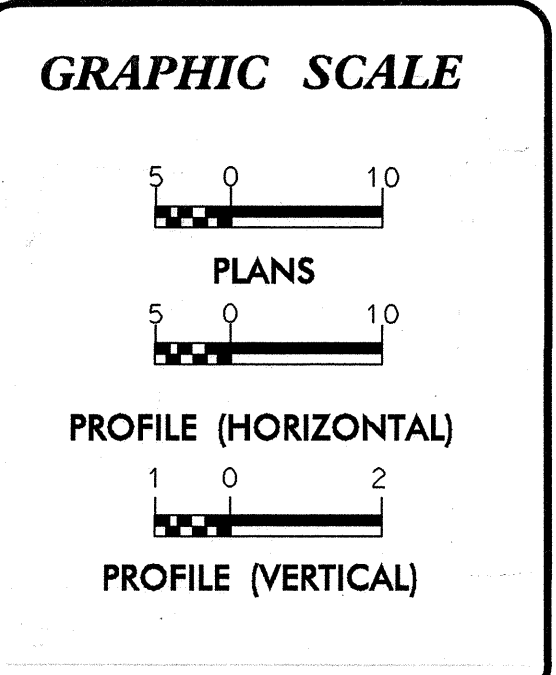 GRAPHIC SCALE
5 0 10
PLANS
5 0 10
PROFILE (HORIZONTAL)
1 0 2
PROFILE (VERTICAL)